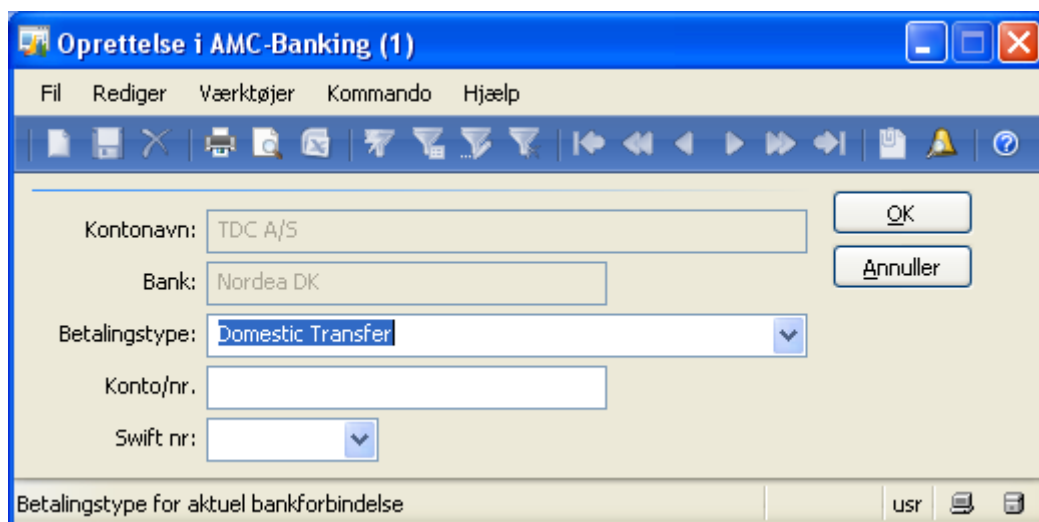 Oprettelse i AMC-Banking (1)
Fil Rediger Værktøjer Kommando Hjælp
Kontonavn: TDC A/S OK
Bank: Nordea DK Annuller
Betalingstype: Domestic Transfer
Konto/nr.
Swift nr:
Betalingstype for aktuel bankforbindelse usr